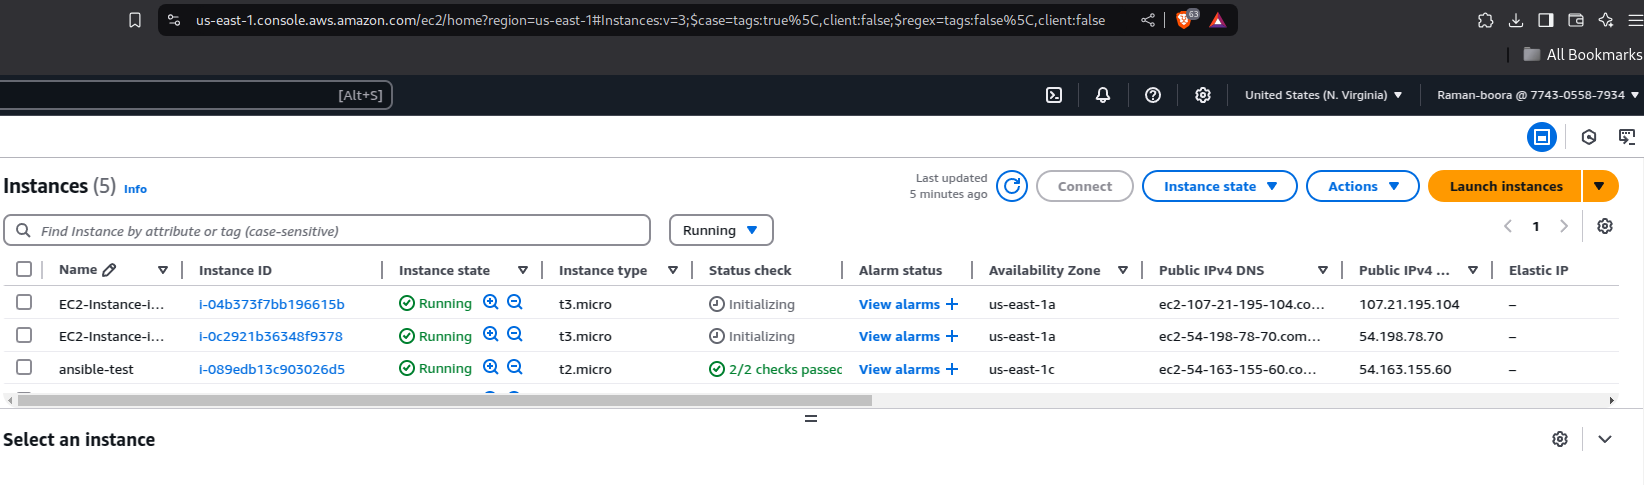 us-east-1.console.aws.amazon.com/ec2/home?region=us-east-1#Instances:v=3;$case=tags:true%5C,client:false;$regex=tags:false%5C,client:false
63
All Bookmarks
[Alt+S]
United States (N. Virginia)
Raman-boora @ 7743-0558-7934
Instances (5) Info
Last updated
5 minutes ago
Connect
Instance state
Actions
Launch instances
Find Instance by attribute or tag (case-sensitive)
Running
1
Name Instance ID Instance state Instance type Status check Alarm status Availability Zone Public IPv4 DNS Public IPv4 ... Elastic IP
EC2-Instance-i... i-04b373f7bb196615b Running t3.micro Initializing View alarms + us-east-1a ec2-107-21-195-104.co... 107.21.195.104 –
EC2-Instance-i... i-0c2921b36348f9378 Running t3.micro Initializing View alarms + us-east-1a ec2-54-198-78-70.com... 54.198.78.70 –
ansible-test i-089edb13c903026d5 Running t2.micro 2/2 checks passed View alarms + us-east-1c ec2-54-163-155-60.co... 54.163.155.60 –
Select an instance